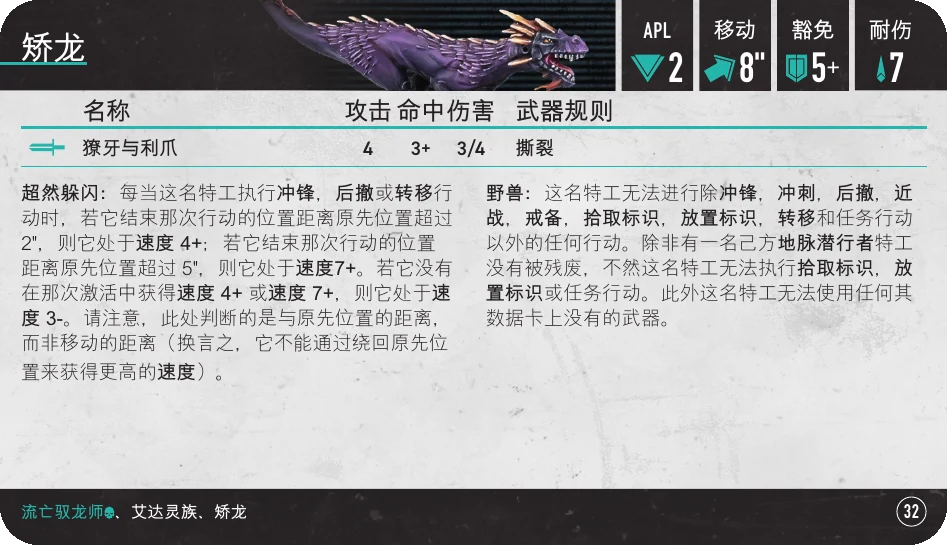 矫龙
APL 移动 豁免 耐伤
2 8" 5+ 7
名称 攻击 命中 伤害 武器规则
獠牙与利爪 4 3+ 3/4 撕裂
超然躲闪：每当这名特工执行冲锋，后撤或转移行
动时，若它结束那次行动的位置距离原先位置超过
2"，则它处于速度 4+；若它结束那次行动的位置
距离原先位置超过 5"，则它处于速度7+。若它没有
在那次激活中获得速度 4+ 或速度 7+，则它处于速
度 3-。请注意，此处判断的是与原先位置的距离，
而非移动的距离（换言之，它不能通过绕回原先位
置来获得更高的速度）。
野兽：这名特工无法进行除冲锋，冲刺，后撤，近
战，戒备，拾取标识，放置标识，转移和任务行动
以外的任何行动。除非有一名己方地脉潜行者特工
没有被残废，不然这名特工无法执行拾取标识，放
置标识或任务行动。此外这名特工无法使用任何其
数据卡上没有的武器。
流亡驭龙师、艾达灵族、矫龙
32